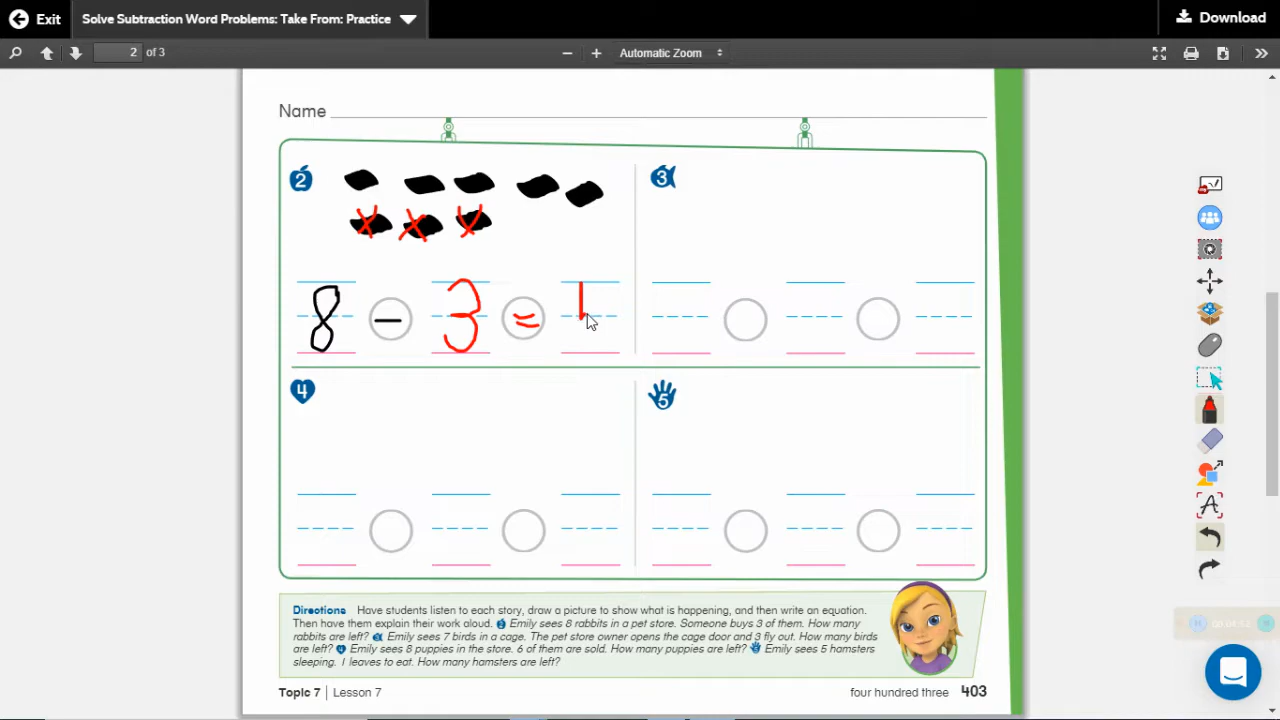 Exit Solve Subtraction Word Problems: Take From: Practice Download
2 of 3 Automatic Zoom
Name
2 3
8 - 3 =
4 5
Directions Have students listen to each story, draw a picture to show what is happening, and then write an equation.
Then have them explain their work aloud. 2 Emily sees 8 rabbits in a pet store. Someone buys 3 of them. How many
rabbits are left? 3 Emily sees 7 birds in a cage. The pet store owner opens the cage door and 3 fly out. How many birds
are left? 4 Emily sees 8 puppies in the store. 6 of them are sold. How many puppies are left? 5 Emily sees 5 hamsters
sleeping. 1 leaves to eat. How many hamsters are left?
Topic 7 | Lesson 7 four hundred three 403